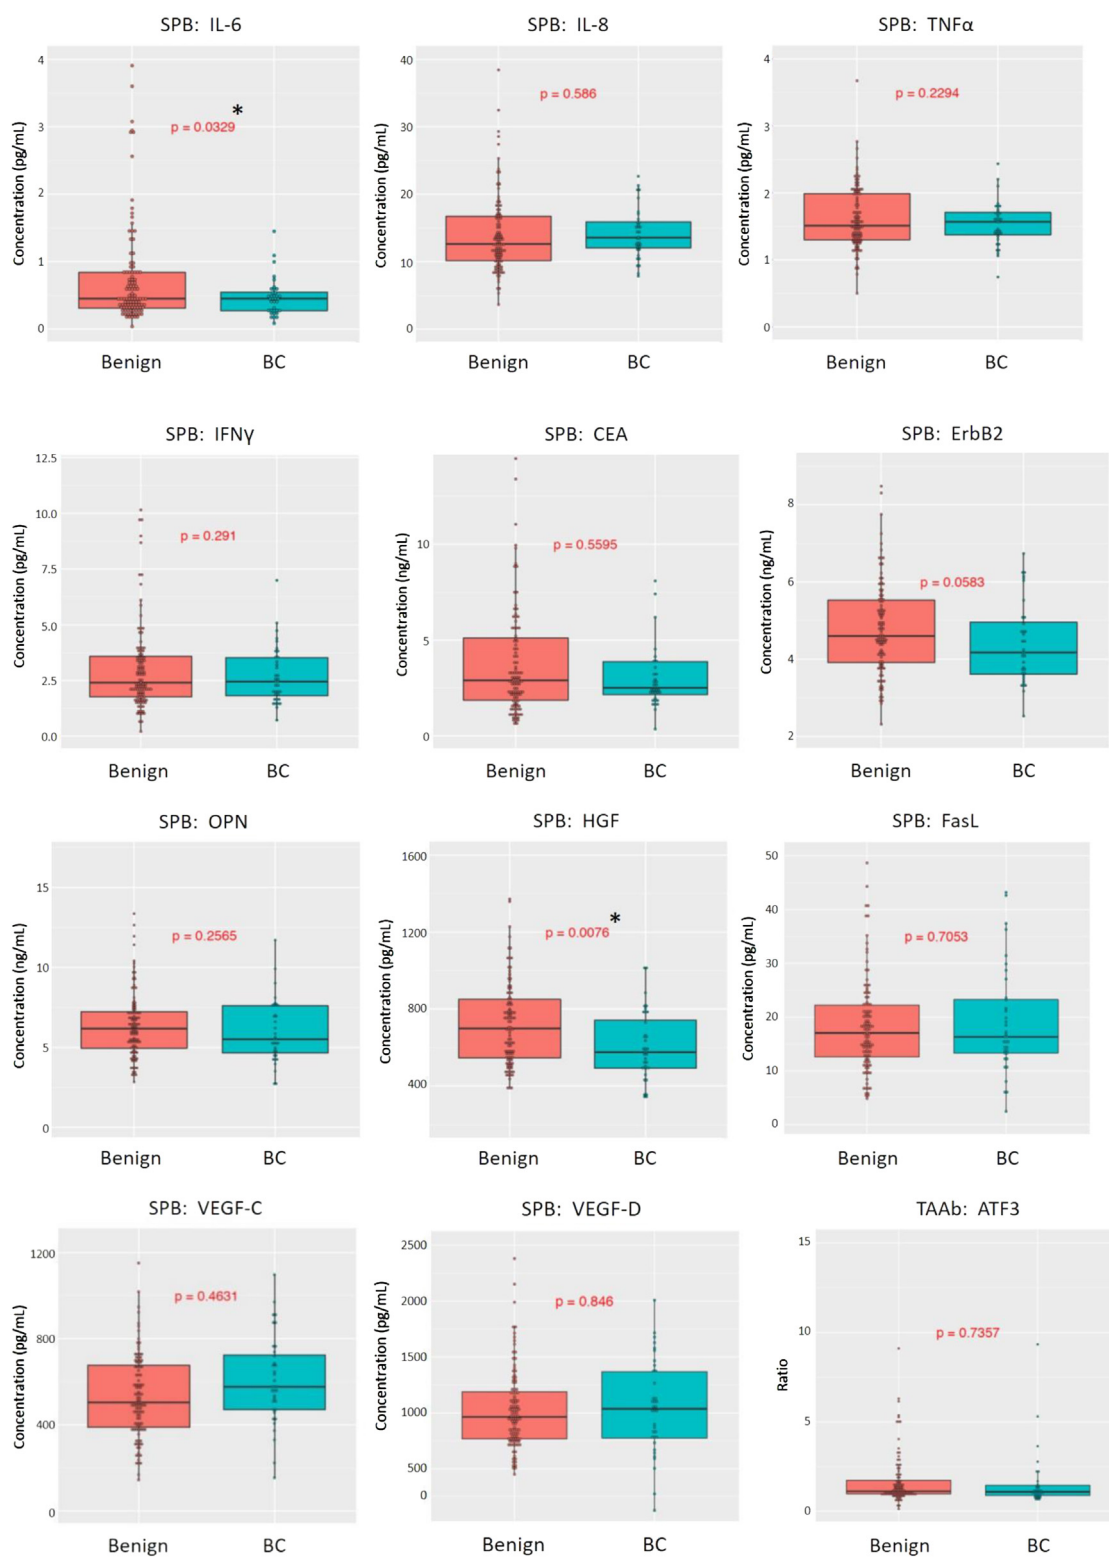 SPB: IL-6
SPB: IL-8
SPB: TNFα
Concentration (pg/mL)
4
3
2
1
0
p = 0.0329
*
Benign
BC
Concentration (pg/mL)
40
30
20
10
0
p = 0.586
Benign
BC
Concentration (pg/mL)
4
3
2
1
0
p = 0.2294
Benign
BC
SPB: IFNγ
SPB: CEA
SPB: ErbB2
Concentration (pg/mL)
12.5
10.0
7.5
5.0
2.5
0.0
p = 0.291
Benign
BC
Concentration (ng/mL)
10
5
0
p = 0.5595
Benign
BC
Concentration (ng/mL)
8
6
4
2
p = 0.0583
Benign
BC
SPB: OPN
SPB: HGF
SPB: FasL
Concentration (ng/mL)
15
10
5
0
p = 0.2565
Benign
BC
Concentration (pg/mL)
1600
1200
800
400
p = 0.0076
*
Benign
BC
Concentration (pg/mL)
50
40
30
20
10
0
p = 0.7053
Benign
BC
SPB: VEGF-C
SPB: VEGF-D
TAAb: ATF3
Concentration (pg/mL)
1200
800
400
0
p = 0.4631
Benign
BC
Concentration (pg/mL)
2500
2000
1500
1000
500
0
p = 0.846
Benign
BC
Ratio
15
10
5
0
p = 0.7357
Benign
BC